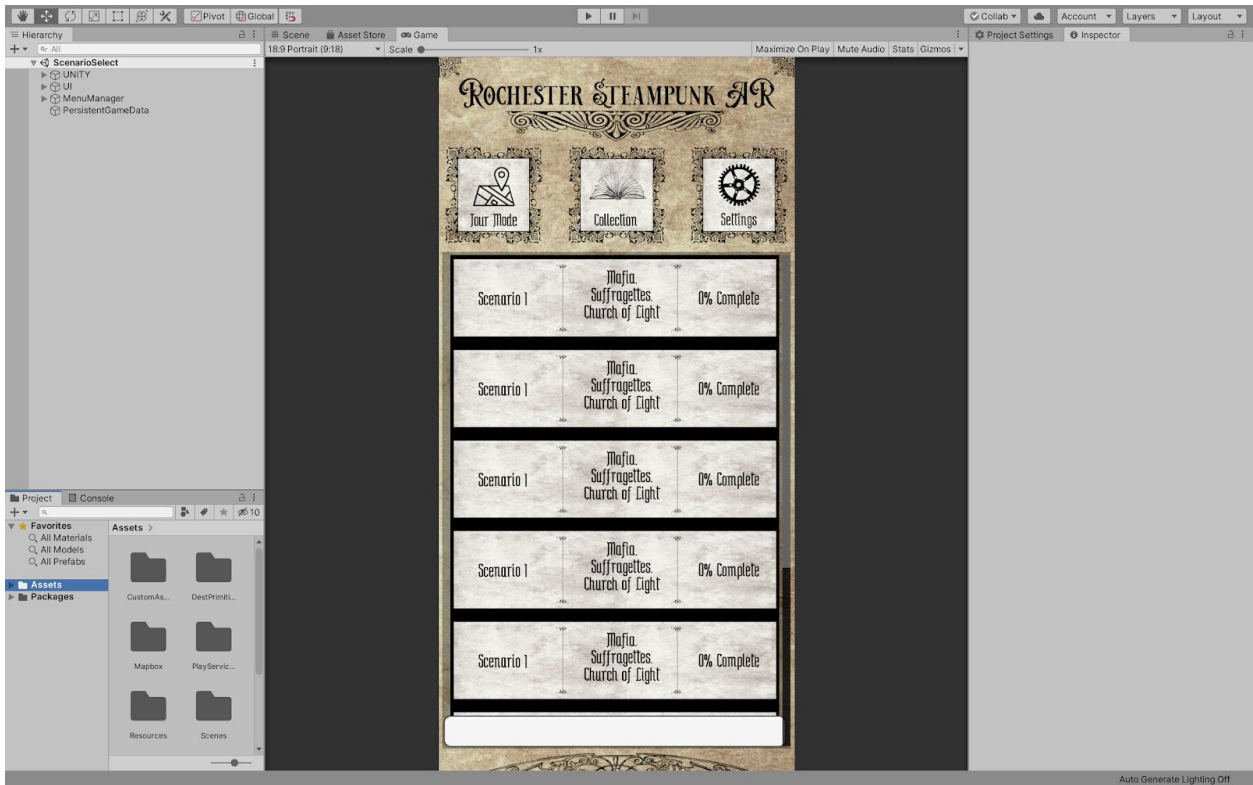 Pivot Global Collab Account Layers Layout
Hierarchy
All
ScenarioSelect
UNITY
UI
MenuManager
PersistentGameData
Scene Asset Store Game
18:9 Portrait (9:18) Scale 1x Maximize On Play Mute Audio Stats Gizmos
ROCHESTER STEAMPUNK AR
Tour Mode
Collection
Settings
Scenario 1
Mafia.
Suffragettes.
Church of Light
0% Complete
Scenario 1
Mafia.
Suffragettes.
Church of Light
0% Complete
Scenario 1
Mafia.
Suffragettes.
Church of Light
0% Complete
Scenario 1
Mafia.
Suffragettes.
Church of Light
0% Complete
Scenario 1
Mafia.
Suffragettes.
Church of Light
0% Complete
Project Settings Inspector
Project Console
10
Favorites
All Materials
All Models
All Prefabs
Assets
Packages
Assets >
CustomAs... DestPrimiti...
Mapbox PlayServic...
Resources Scenes
Auto Generate Lighting Off